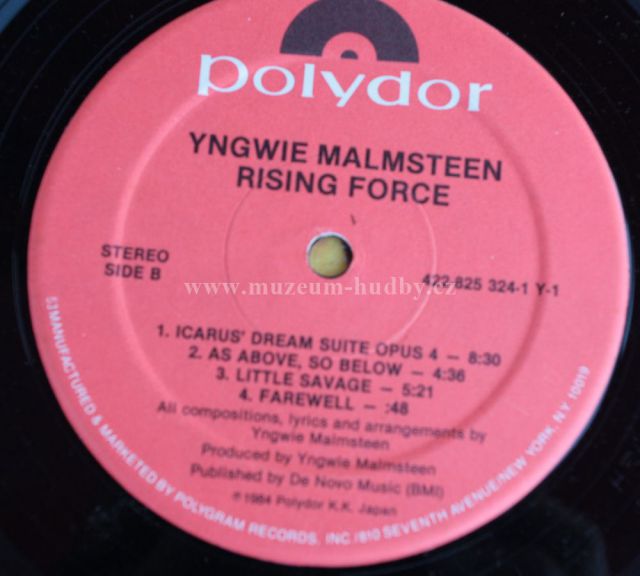 polydor
YNGWIE MALMSTEEN
RISING FORCE
STEREO
SIDE B
422-825 324-1 Y-1
www.muzeum-hudby.cz
1. ICARUS' DREAM SUITE OPUS 4 – 8:30
2. AS ABOVE, SO BELOW – 4:36
3. LITTLE SAVAGE – 5:21
4. FAREWELL – :48
All compositions, lyrics and arrangements by
Yngwie Malmsteen
Produced by Yngwie Malmsteen
Published by De Novo Music (BMI)
℗ 1984 Polydor K.K. Japan
53 MANUFACTURED & MARKETED BY POLYGRAM RECORDS, INC /810 SEVENTH AVENUE/NEW YORK, NY 10019